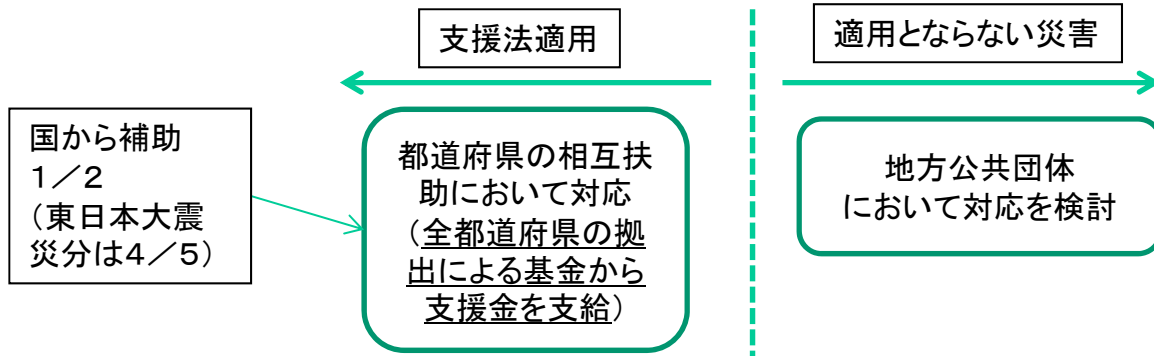 支援法適用
適用とならない災害
国から補助
1/2
(東日本大震
災分は4/5)
都道府県の相互扶
助において対応
(全都道府県の拠
出による基金から
支援金を支給)
地方公共団体
において対応を検討